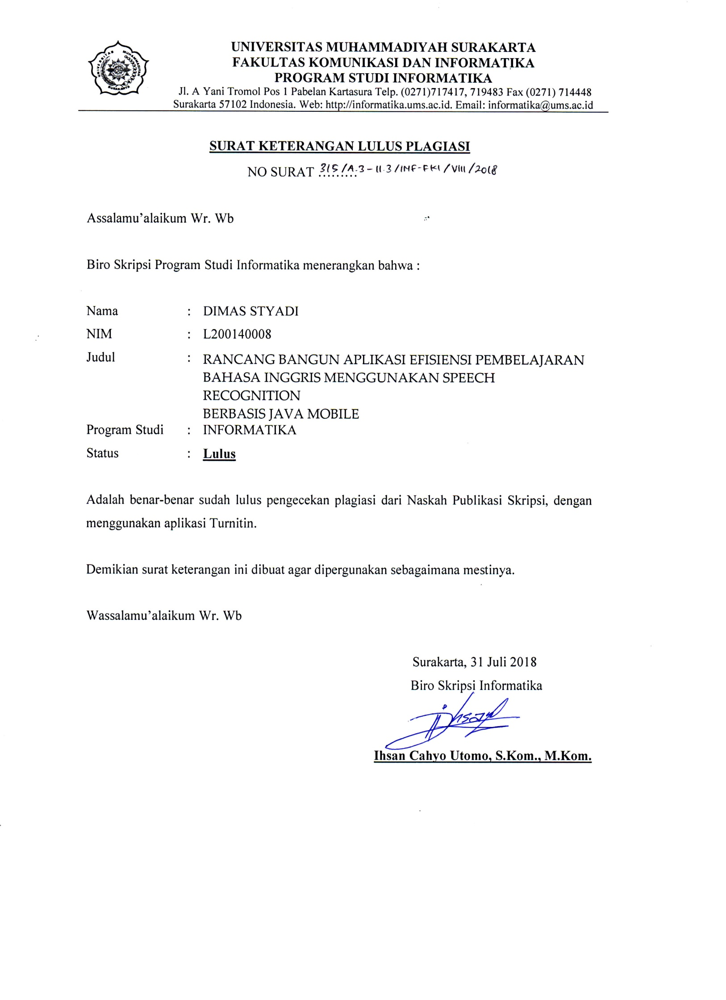 UNIVERSITAS MUHAMMADIYAH SURAKARTA
UNIVERSITAS MUHAMMADIYAH SURAKARTA
FAKULTAS KOMUNIKASI DAN INFORMATIKA
PROGRAM STUDI INFORMATIKA
Jl. A Yani Tromol Pos 1 Pabelan Kartasura Telp. (0271)717417, 719483 Fax (0271) 714448
Surakarta 57102 Indonesia. Web: http://informatika.ums.ac.id. Email: informatika@ums.ac.id
SURAT KETERANGAN LULUS PLAGIASI
NO SURAT 315/A.3-II.3/INF-FKI/VIII/2018
Assalamu’alaikum Wr. Wb
Biro Skripsi Program Studi Informatika menerangkan bahwa :
Nama : DIMAS STYADI
NIM : L200140008
Judul : RANCANG BANGUN APLIKASI EFISIENSI PEMBELAJARAN
BAHASA INGGRIS MENGGUNAKAN SPEECH
RECOGNITION
BERBASIS JAVA MOBILE
Program Studi : INFORMATIKA
Status : Lulus
Adalah benar-benar sudah lulus pengecekan plagiasi dari Naskah Publikasi Skripsi, dengan
menggunakan aplikasi Turnitin.
Demikian surat keterangan ini dibuat agar dipergunakan sebagaimana mestinya.
Wassalamu’alaikum Wr. Wb
Surakarta, 31 Juli 2018
Biro Skripsi Informatika
Ihsan Cahyo Utomo, S.Kom., M.Kom.